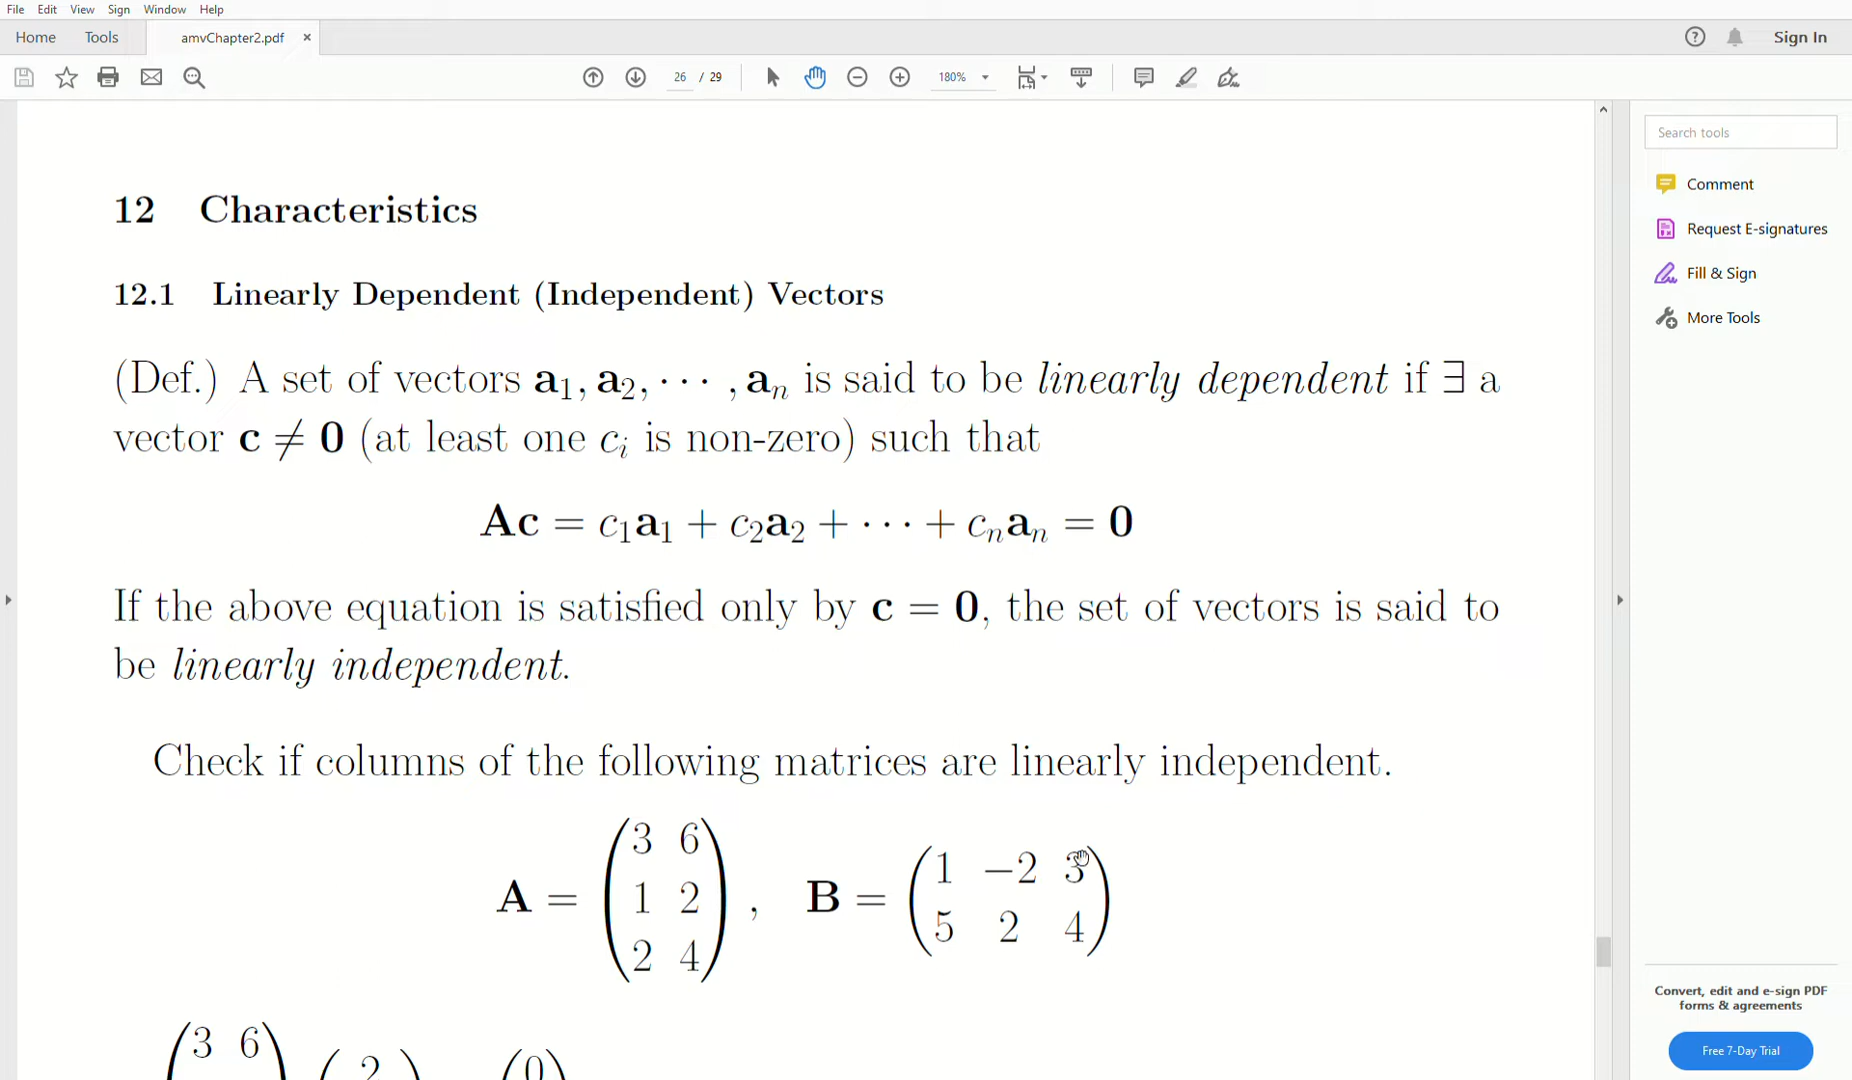 File Edit View Sign Window Help
Home Tools amvChapter2.pdf × Sign In
26 / 29 180%
12 Characteristics
12.1 Linearly Dependent (Independent) Vectors
(Def.) A set of vectors a₁, a₂, ⋯ , aₙ is said to be linearly dependent if ∃ a
vector c ≠ 0 (at least one cᵢ is non-zero) such that
Ac = c₁a₁ + c₂a₂ + ⋯ + cₙaₙ = 0
If the above equation is satisfied only by c = 0, the set of vectors is said to
be linearly independent.
Check if columns of the following matrices are linearly independent.
3 6
1 −2 3
A = 1 2 , B =
5 2 4
2 4
3 6
2 0
Search tools
Comment
Request E-signatures
Fill & Sign
More Tools
Convert, edit and e-sign PDF
forms & agreements
Free 7-Day Trial